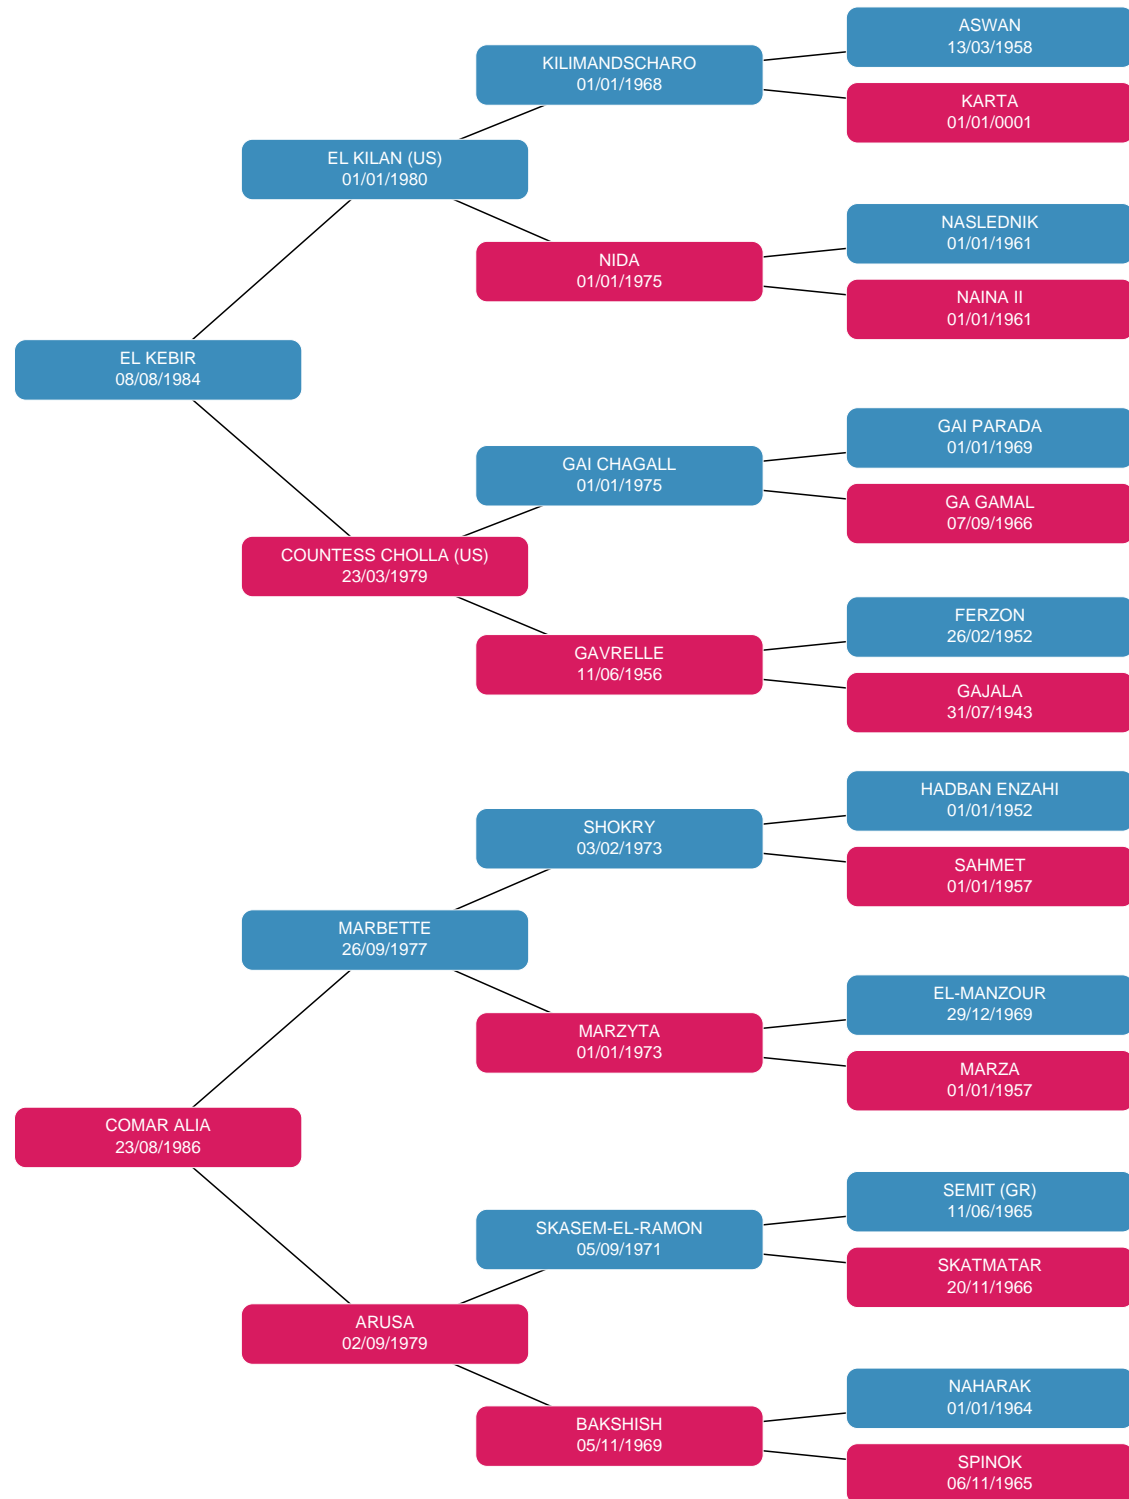 ASWAN
13/03/1958
KILIMANDSCHARO
01/01/1968
KARTA
01/01/0001
EL KILAN (US)
01/01/1980
NASLEDNIK
01/01/1961
NIDA
01/01/1975
NAINA II
01/01/1961
EL KEBIR
08/08/1984
GAI PARADA
01/01/1969
GAI CHAGALL
01/01/1975
GA GAMAL
07/09/1966
COUNTESS CHOLLA (US)
23/03/1979
FERZON
26/02/1952
GAVRELLE
11/06/1956
GAJALA
31/07/1943
HADBAN ENZAHI
01/01/1952
SHOKRY
03/02/1973
SAHMET
01/01/1957
MARBETTE
26/09/1977
EL-MANZOUR
29/12/1969
MARZYTA
01/01/1973
MARZA
01/01/1957
COMAR ALIA
23/08/1986
SEMIT (GR)
11/06/1965
SKASEM-EL-RAMON
05/09/1971
SKATMATAR
20/11/1966
ARUSA
02/09/1979
NAHARAK
01/01/1964
BAKSHISH
05/11/1969
SPINOK
06/11/1965